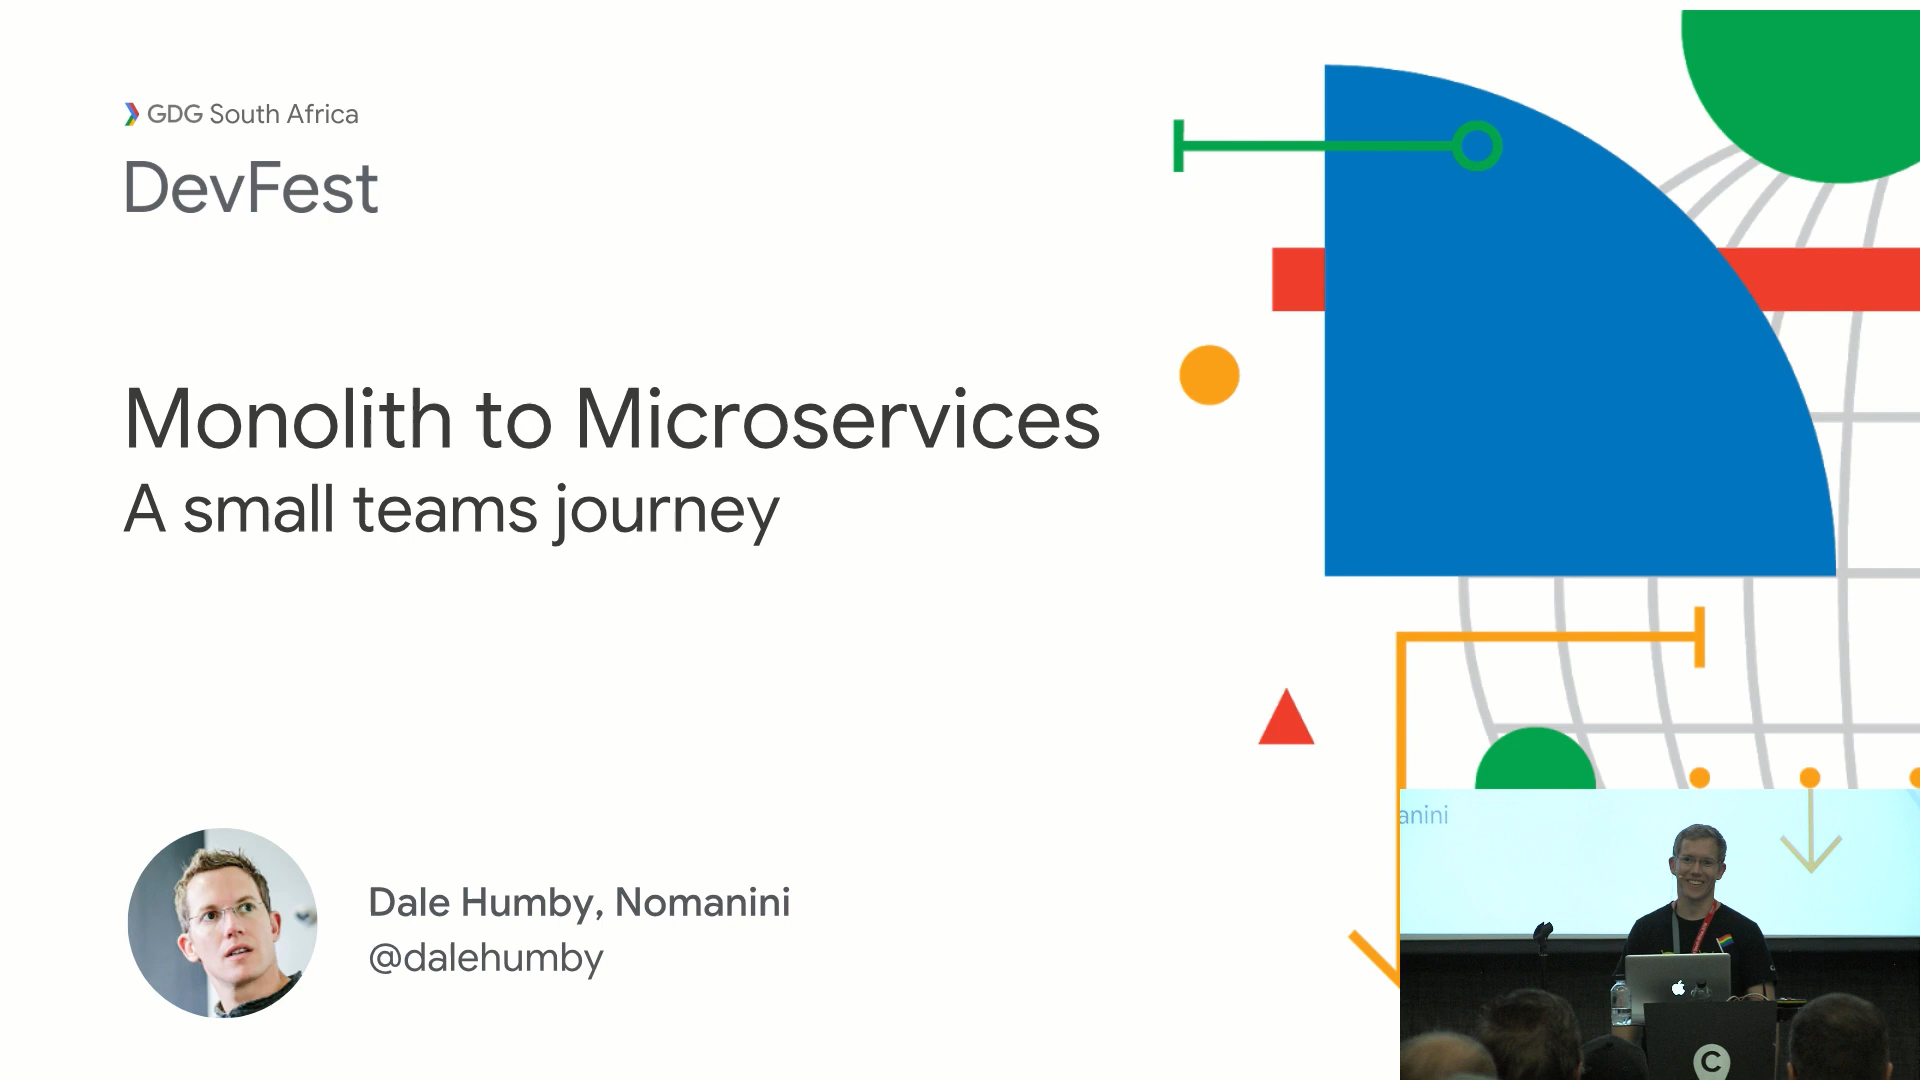 GDG South Africa
DevFest
Monolith to Microservices
A small teams journey
Dale Humby, Nomanini
@dalehumby
anini
C